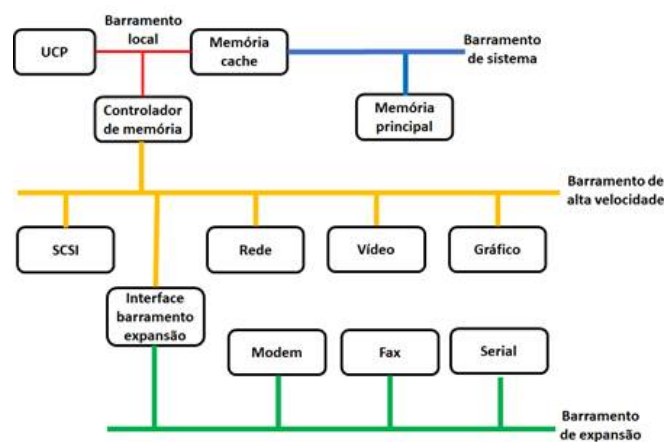 Barramento
local
UCP
Memória
cache
Barramento
de sistema
Controlador
de memória
Memória
principal
Barramento de
alta velocidade
SCSI
Rede
Vídeo
Gráfico
Interface
barramento
expansão
Modem
Fax
Serial
Barramento
de expansão